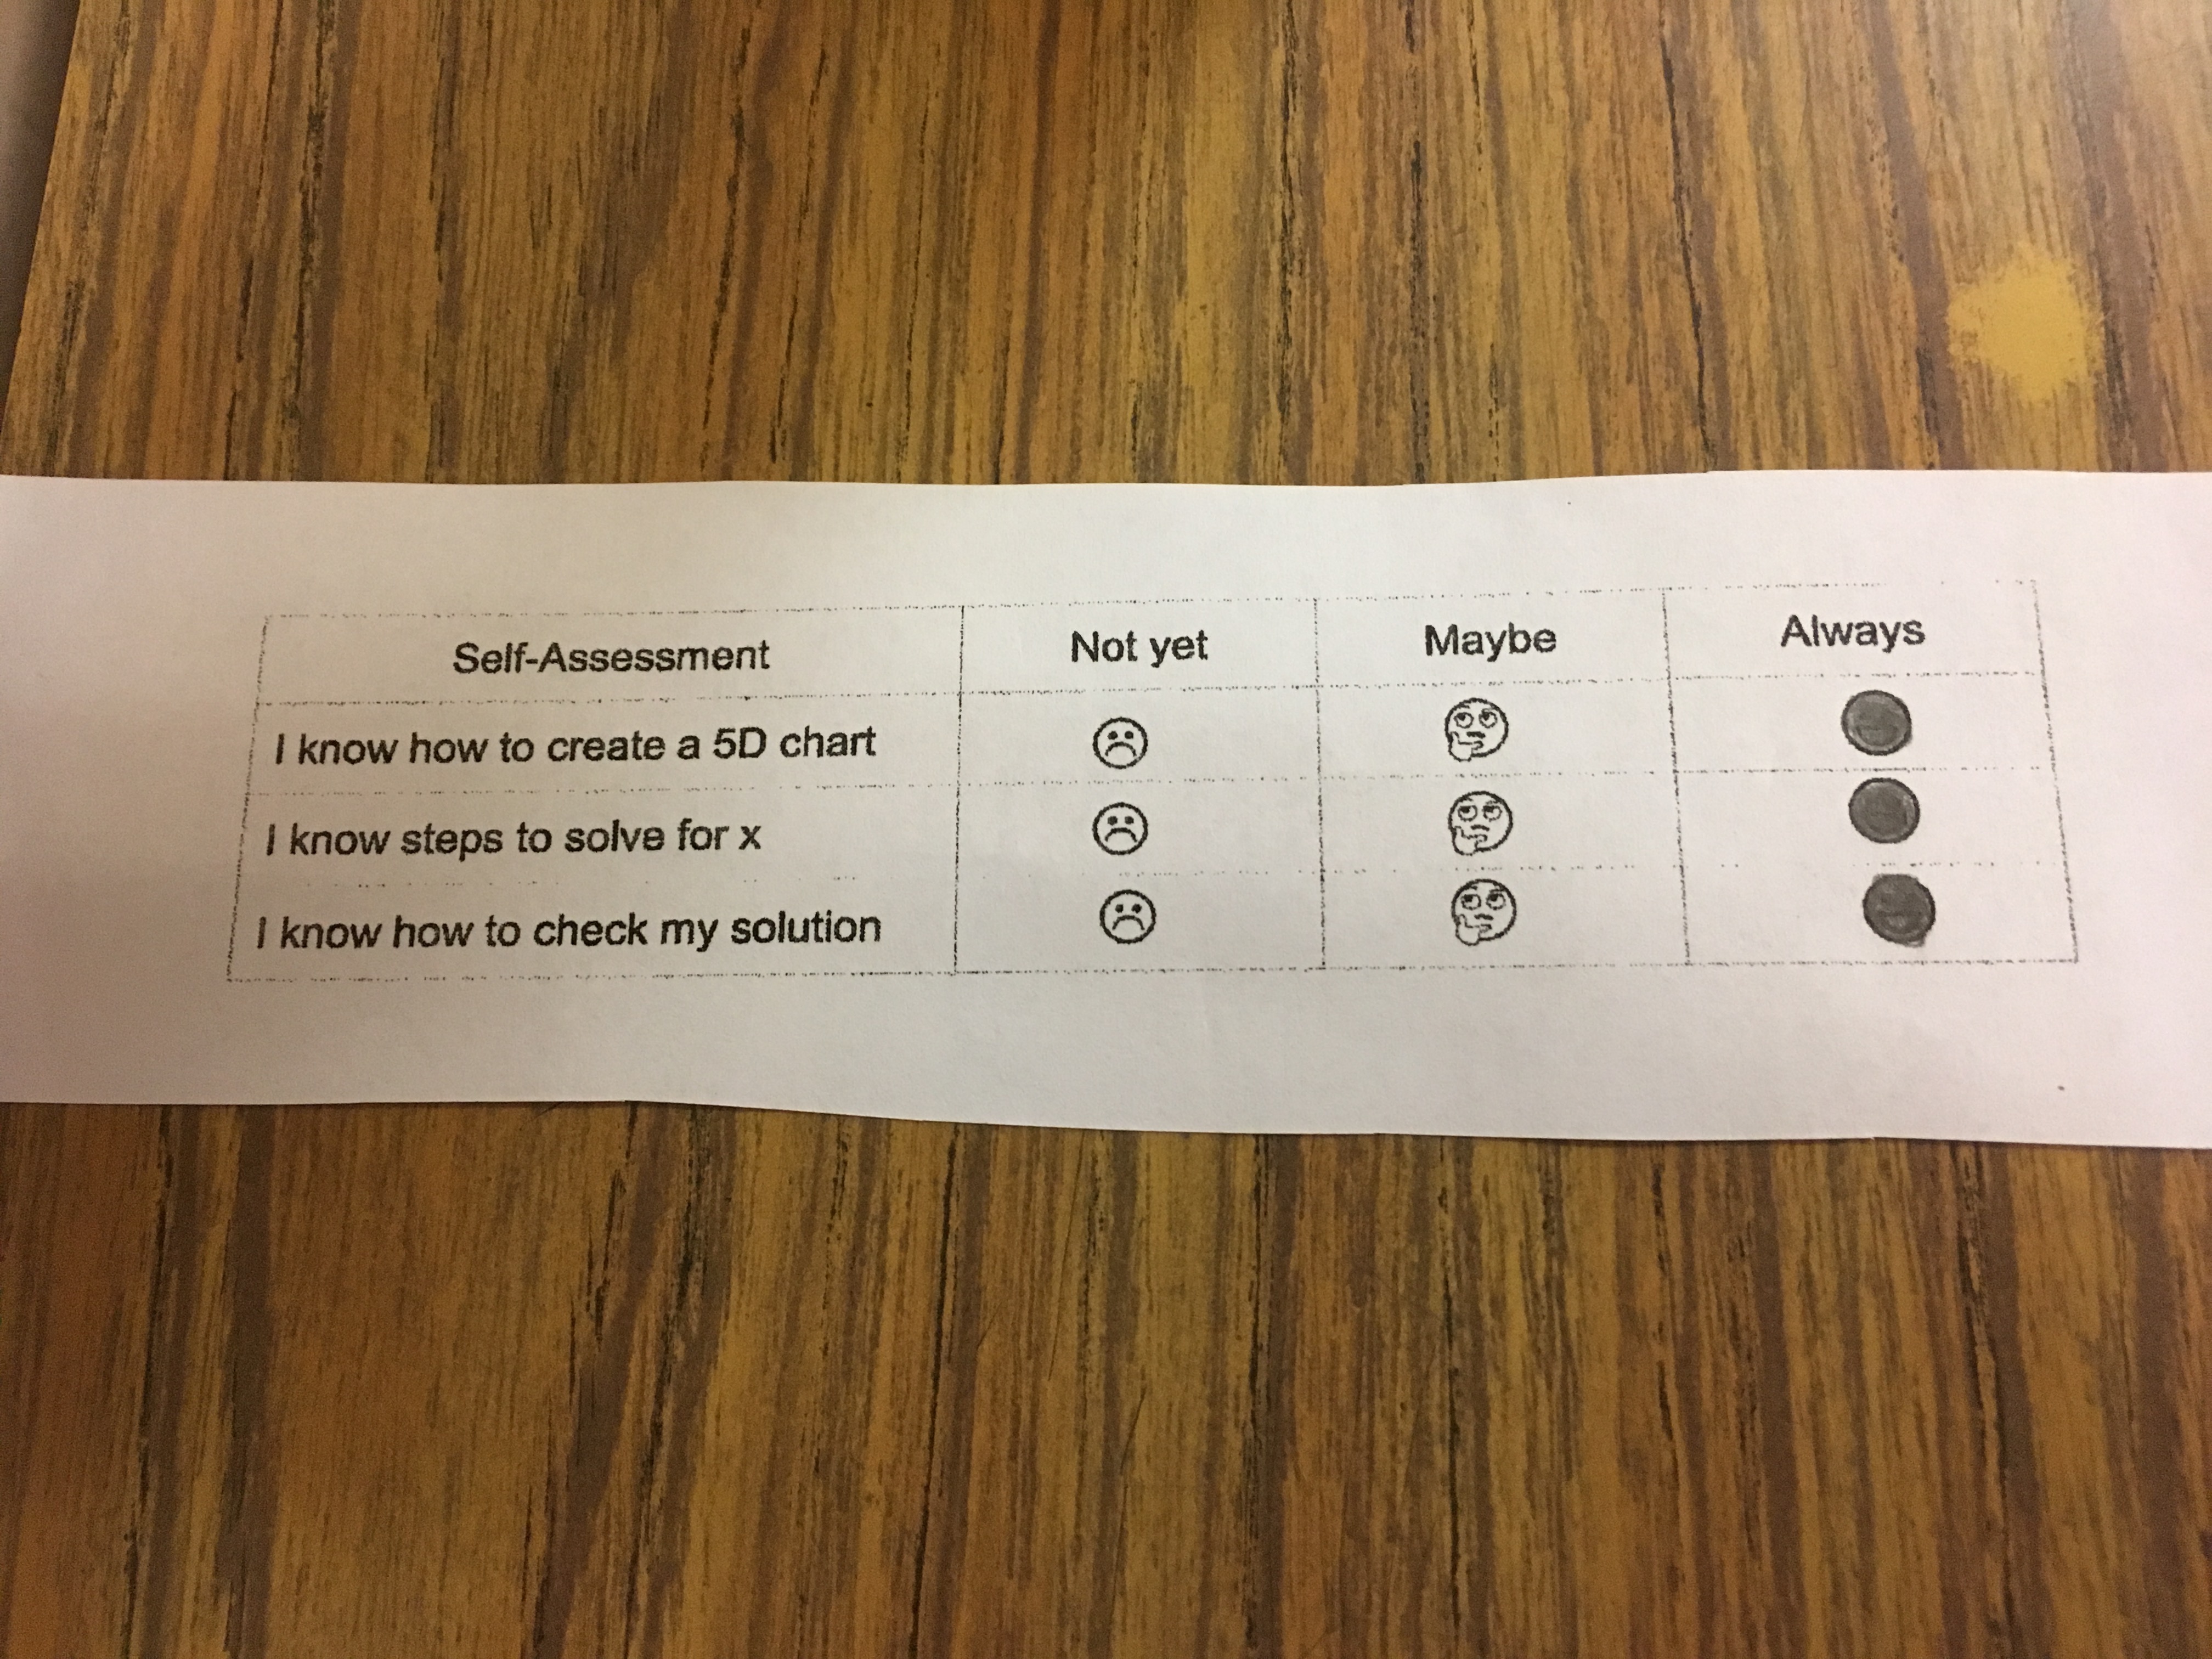 Self-Assessment Not yet Maybe Always
I know how to create a 5D chart
I know steps to solve for x
I know how to check my solution